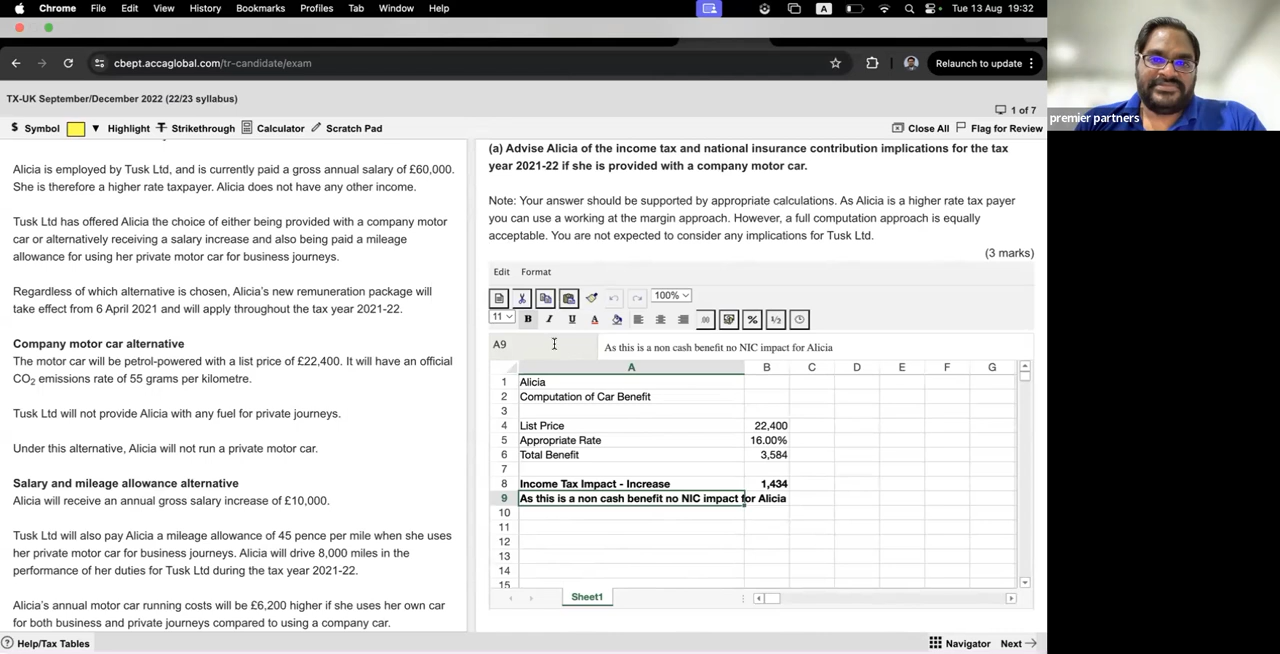 Chrome File Edit View History Bookmarks Profiles Tab Window Help A Tue 13 Aug 19:32
cbept.accaglobal.com/tr-candidate/exam Relaunch to update
TX-UK September/December 2022 (22/23 syllabus)
1 of 7
$ Symbol Highlight Strikethrough Calculator Scratch Pad Close All Flag for Review
Alicia is employed by Tusk Ltd, and is currently paid a gross annual salary of £60,000.
She is therefore a higher rate taxpayer. Alicia does not have any other income.
Tusk Ltd has offered Alicia the choice of either being provided with a company motor
car or alternatively receiving a salary increase and also being paid a mileage
allowance for using her private motor car for business journeys.
Regardless of which alternative is chosen, Alicia's new remuneration package will
take effect from 6 April 2021 and will apply throughout the tax year 2021-22.
Company motor car alternative
The motor car will be petrol-powered with a list price of £22,400. It will have an official
CO2 emissions rate of 55 grams per kilometre.
Tusk Ltd will not provide Alicia with any fuel for private journeys.
Under this alternative, Alicia will not run a private motor car.
Salary and mileage allowance alternative
Alicia will receive an annual gross salary increase of £10,000.
Tusk Ltd will also pay Alicia a mileage allowance of 45 pence per mile when she uses
her private motor car for business journeys. Alicia will drive 8,000 miles in the
performance of her duties for Tusk Ltd during the tax year 2021-22.
Alicia's annual motor car running costs will be £6,200 higher if she uses her own car
for both business and private journeys compared to using a company car.
(a) Advise Alicia of the income tax and national insurance contribution implications for the tax
year 2021-22 if she is provided with a company motor car.
Note: Your answer should be supported by appropriate calculations. As Alicia is a higher rate tax payer
you can use a working at the margin approach. However, a full computation approach is equally
acceptable. You are not expected to consider any implications for Tusk Ltd.
(3 marks)
Edit Format
100%
11 B I U A .00 % 1/2
A9 As this is a non cash benefit no NIC impact for Alicia
A B C D E F G
1 Alicia
2 Computation of Car Benefit
3
4 List Price 22,400
5 Appropriate Rate 16.00%
6 Total Benefit 3,584
7
8 Income Tax Impact - Increase 1,434
9 As this is a non cash benefit no NIC impact for Alicia
10
11
12
13
14
15
Sheet1
? Help/Tax Tables Navigator Next
premier partners